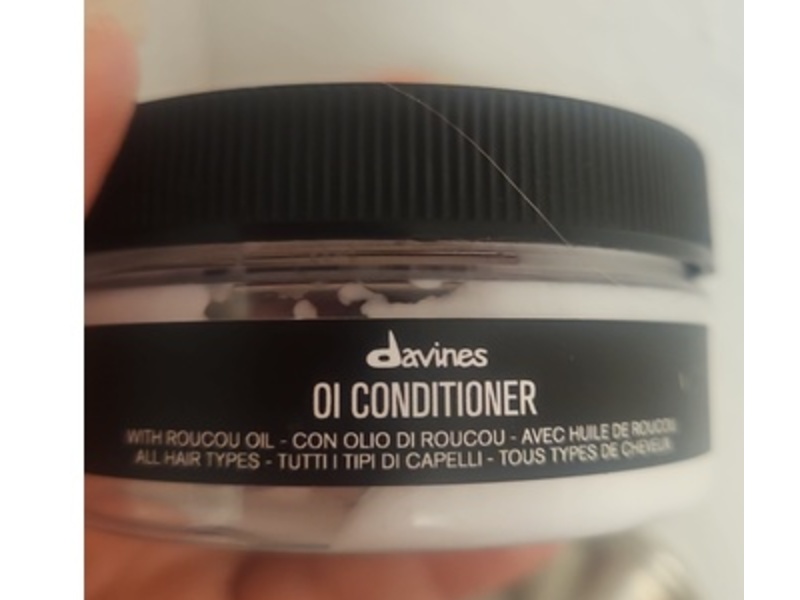 davines
OI CONDITIONER
WITH ROUCOU OIL - CON OLIO DI ROUCOU - AVEC HUILE DE ROUCOU
ALL HAIR TYPES - TUTTI I TIPI DI CAPELLI - TOUS TYPES DE CHEVEUX